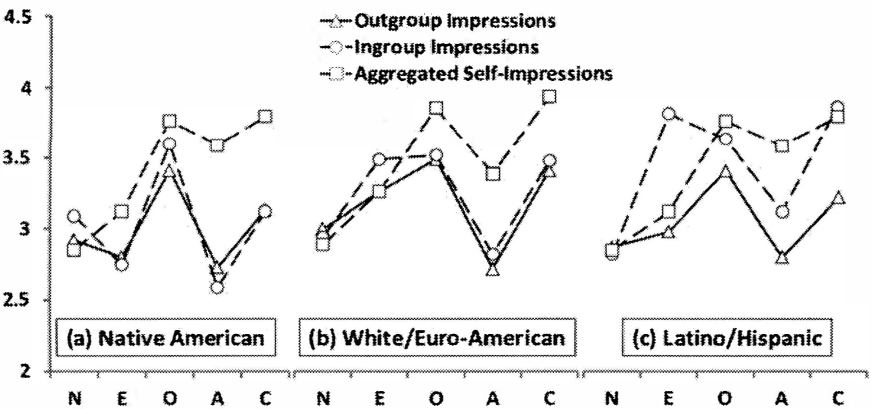 4.5
4
3.5
3
2.5
2
Outgroup Impressions
Ingroup Impressions
Aggregated Self-Impressions
(a) Native American
(b) White/Euro-American
(c) Latino/Hispanic
N E O A C N E O A C N E O A C